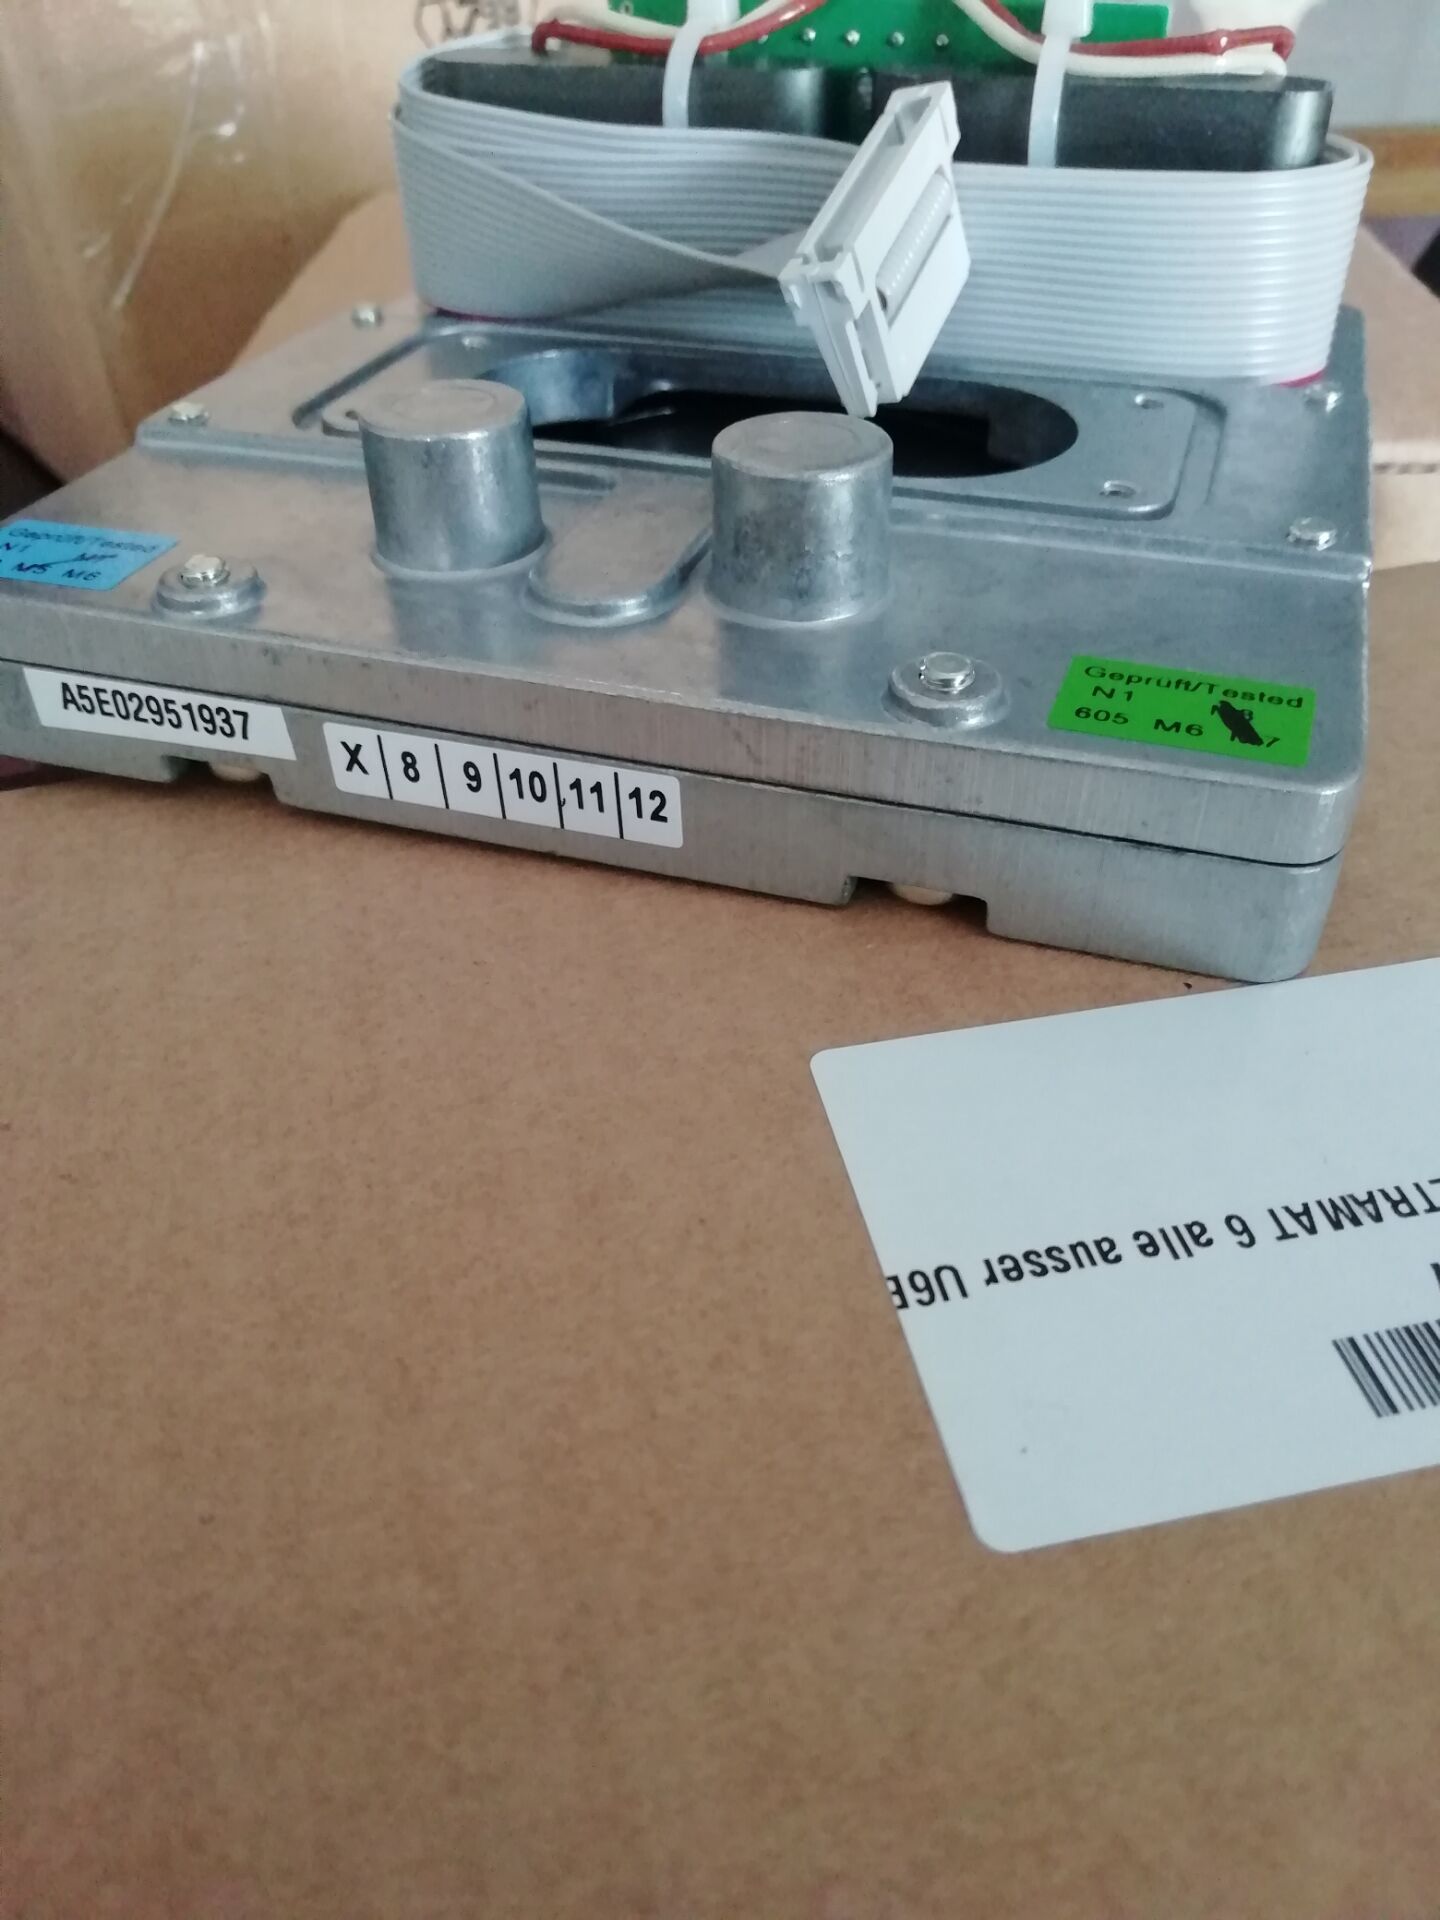 Geprüft/Tested
N1
M5 M6
A5E02951937
X 8 9 10 11 12
Geprüft/Tested
N1
605 M6
TRAMAT 6 alle ausser U6